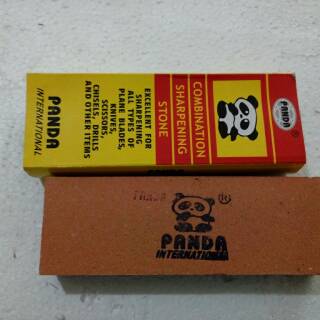 PANDA
COMBINATION
SHARPENING
STONE
EXCELLENT FOR
SHARPENING
ALL TYPES OF
PLANE BLADES,
KNIVES,
SCISSORS,
CHISELS, DRILLS
AND OTHER ITEMS
PANDA
INTERNATIONAL
PANDA
®
PANDA
INTERNATIONAL